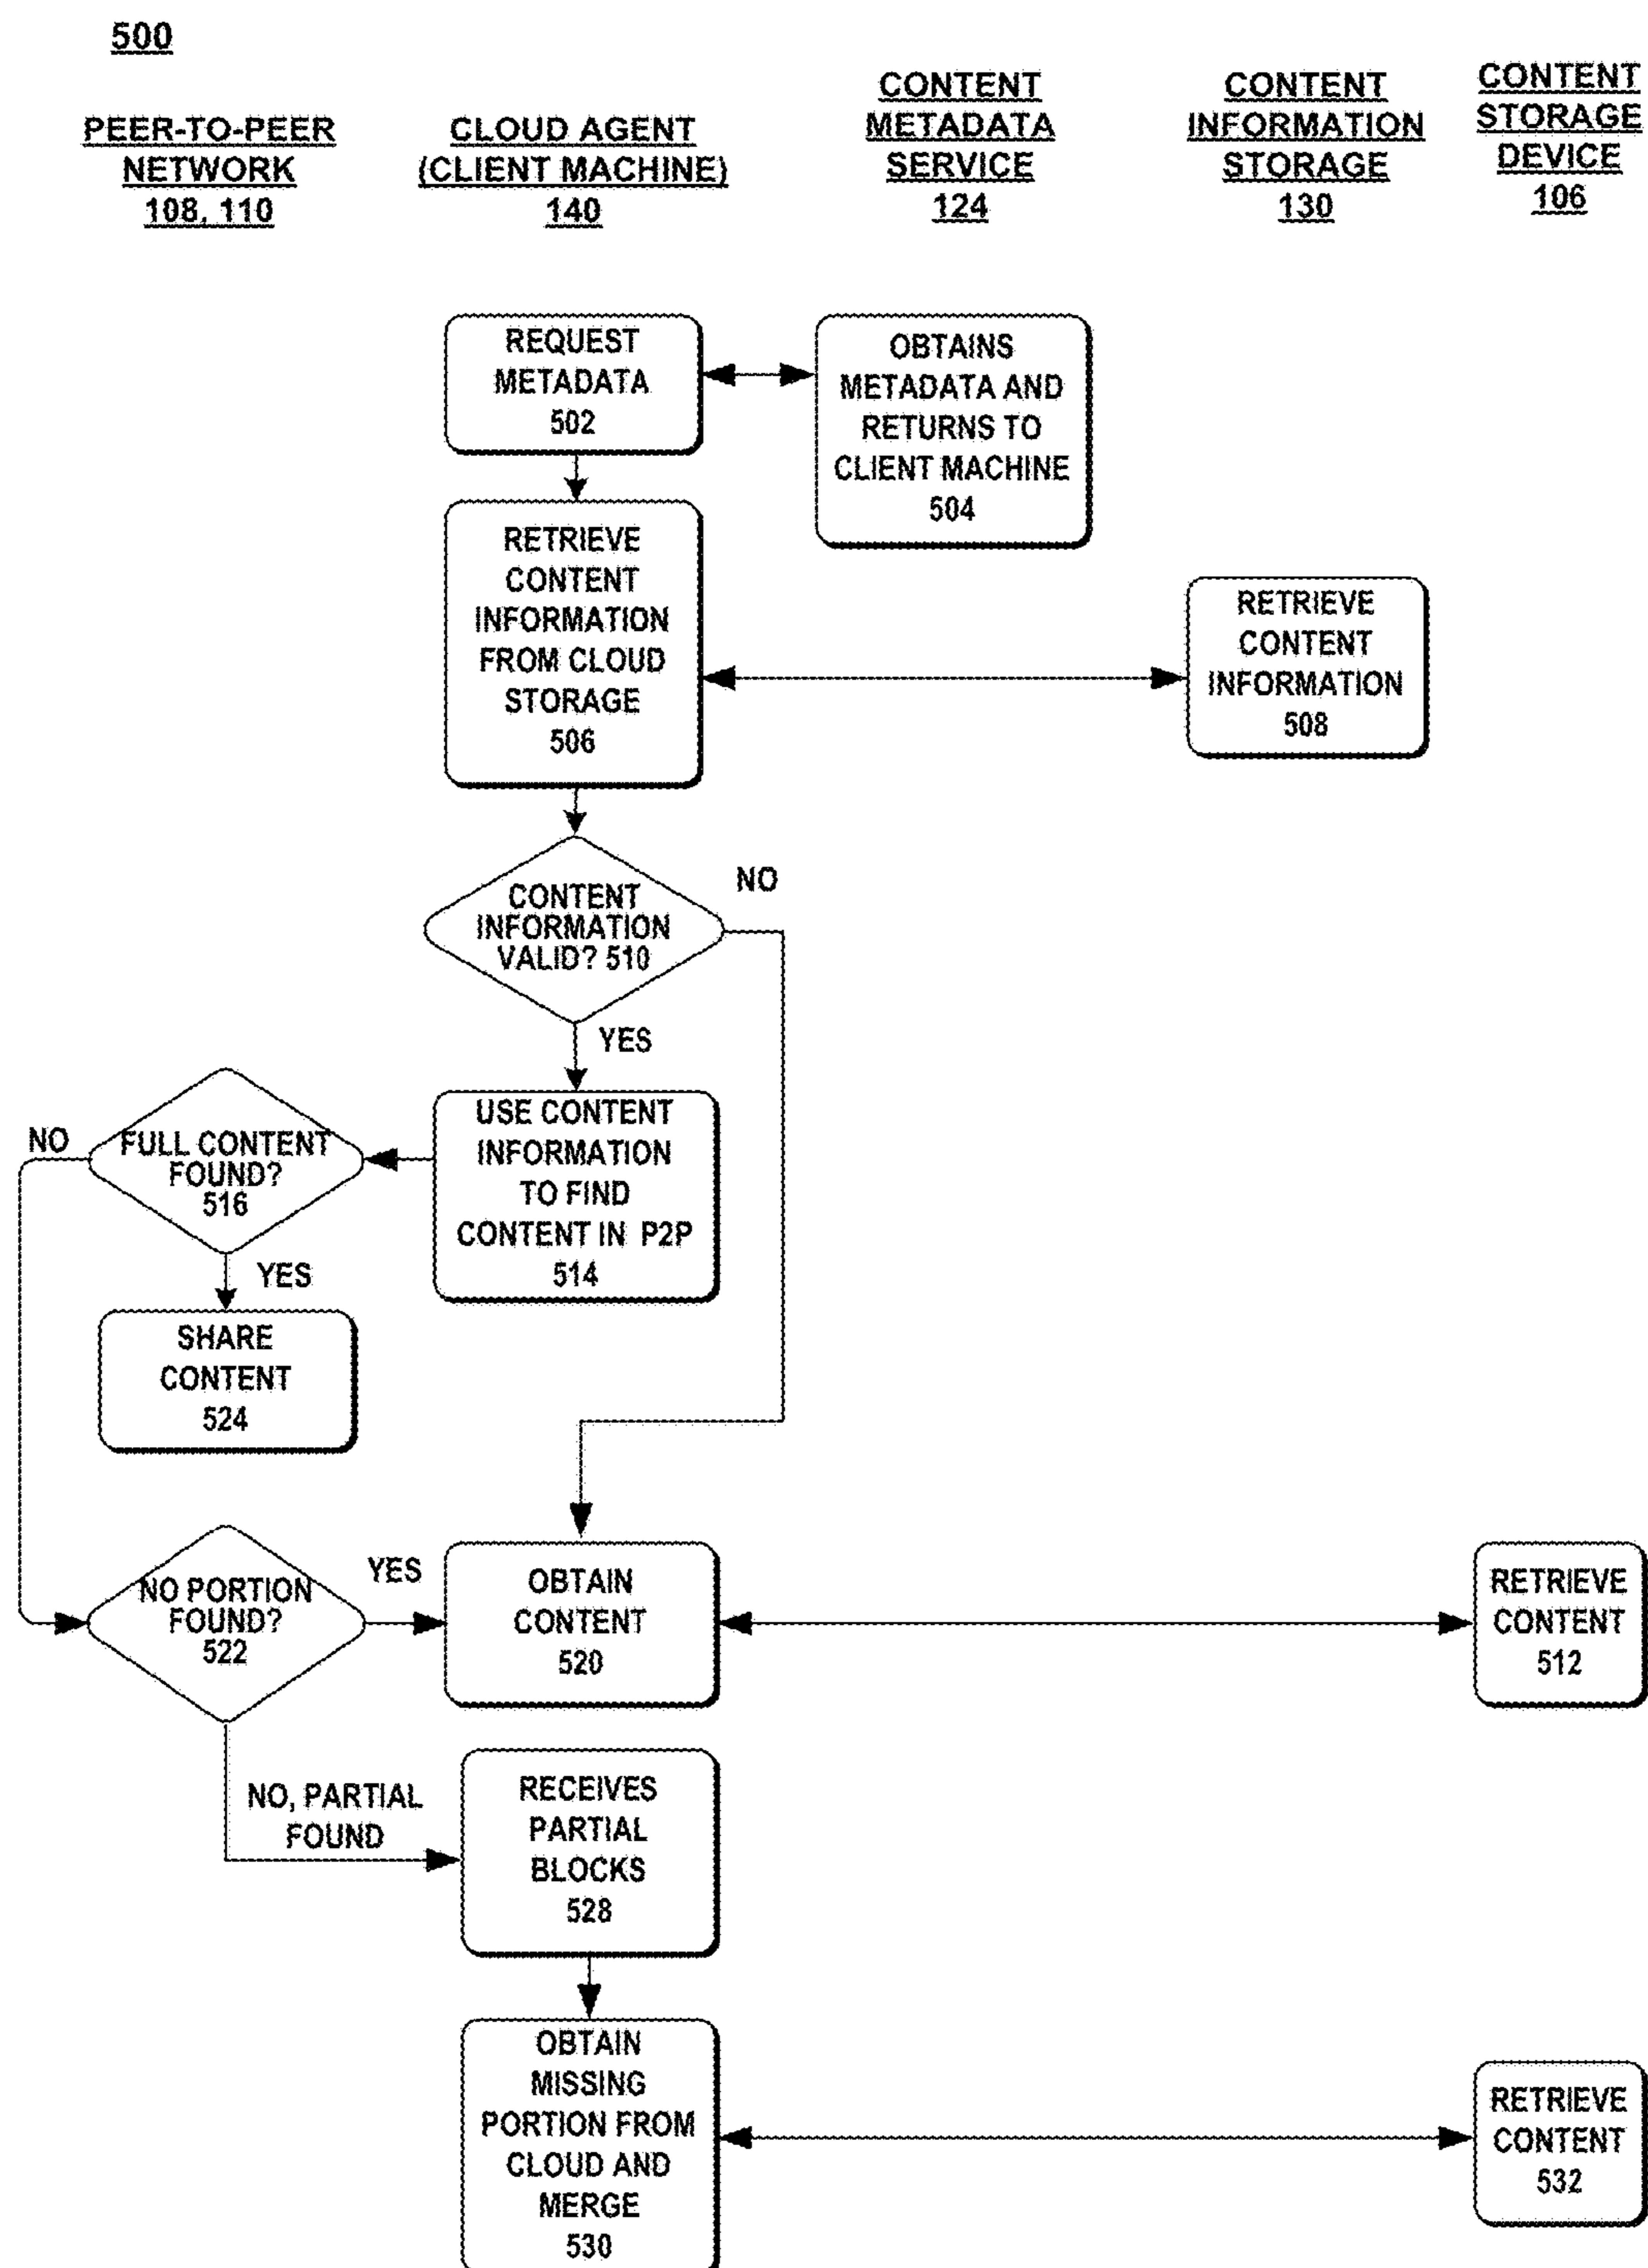 500
PEER-TO-PEER
NETWORK
108, 110
CLOUD AGENT
(CLIENT MACHINE)
140
CONTENT
METADATA
SERVICE
124
CONTENT
INFORMATION
STORAGE
130
CONTENT
STORAGE
DEVICE
106
REQUEST
METADATA
502
OBTAINS
METADATA AND
RETURNS TO
CLIENT MACHINE
504
RETRIEVE
CONTENT
INFORMATION
FROM CLOUD
STORAGE
506
RETRIEVE
CONTENT
INFORMATION
508
CONTENT
INFORMATION
VALID? 510
NO
YES
USE CONTENT
INFORMATION
TO FIND
CONTENT IN P2P
514
NO
FULL CONTENT
FOUND?
516
YES
SHARE
CONTENT
524
NO PORTION
FOUND?
522
YES
OBTAIN
CONTENT
520
RETRIEVE
CONTENT
512
NO, PARTIAL
FOUND
RECEIVES
PARTIAL
BLOCKS
528
OBTAIN
MISSING
PORTION FROM
CLOUD AND
MERGE
530
RETRIEVE
CONTENT
532